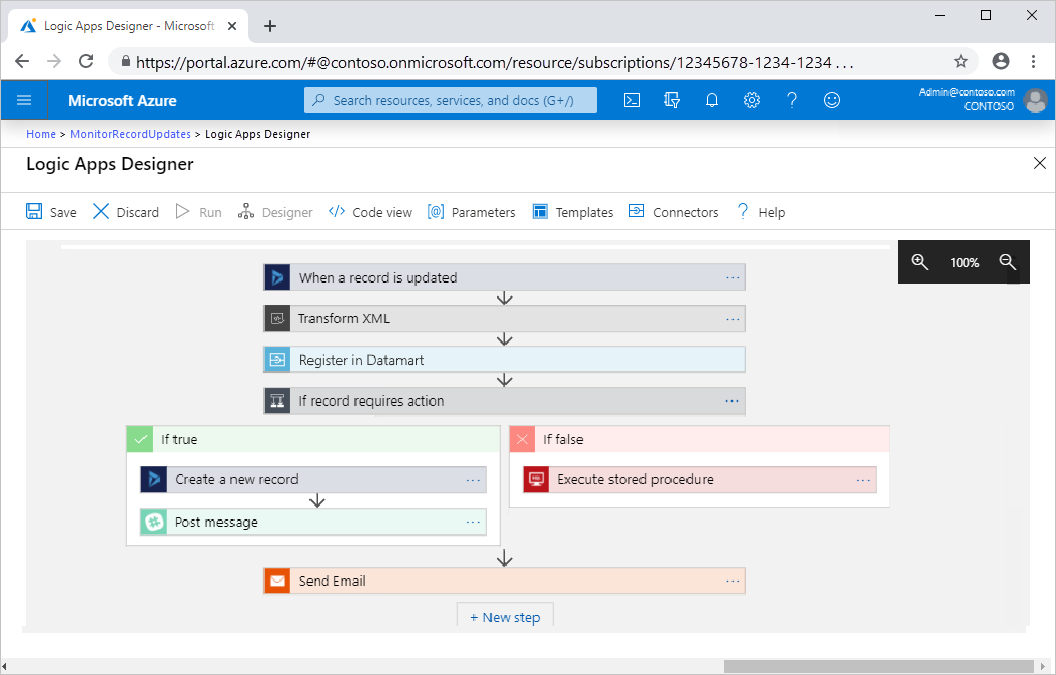 Logic Apps Designer - Microsoft
https://portal.azure.com/#@contoso.onmicrosoft.com/resource/subscriptions/12345678-1234-1234 ...
Microsoft Azure
Search resources, services, and docs (G+/)
Admin@contoso.com
CONTOSO
Home > MonitorRecordUpdates > Logic Apps Designer
Logic Apps Designer
Save Discard Run Designer Code view Parameters Templates Connectors Help
100%
When a record is updated
Transform XML
Register in Datamart
If record requires action
If true
If false
Create a new record
Execute stored procedure
Post message
Send Email
+ New step